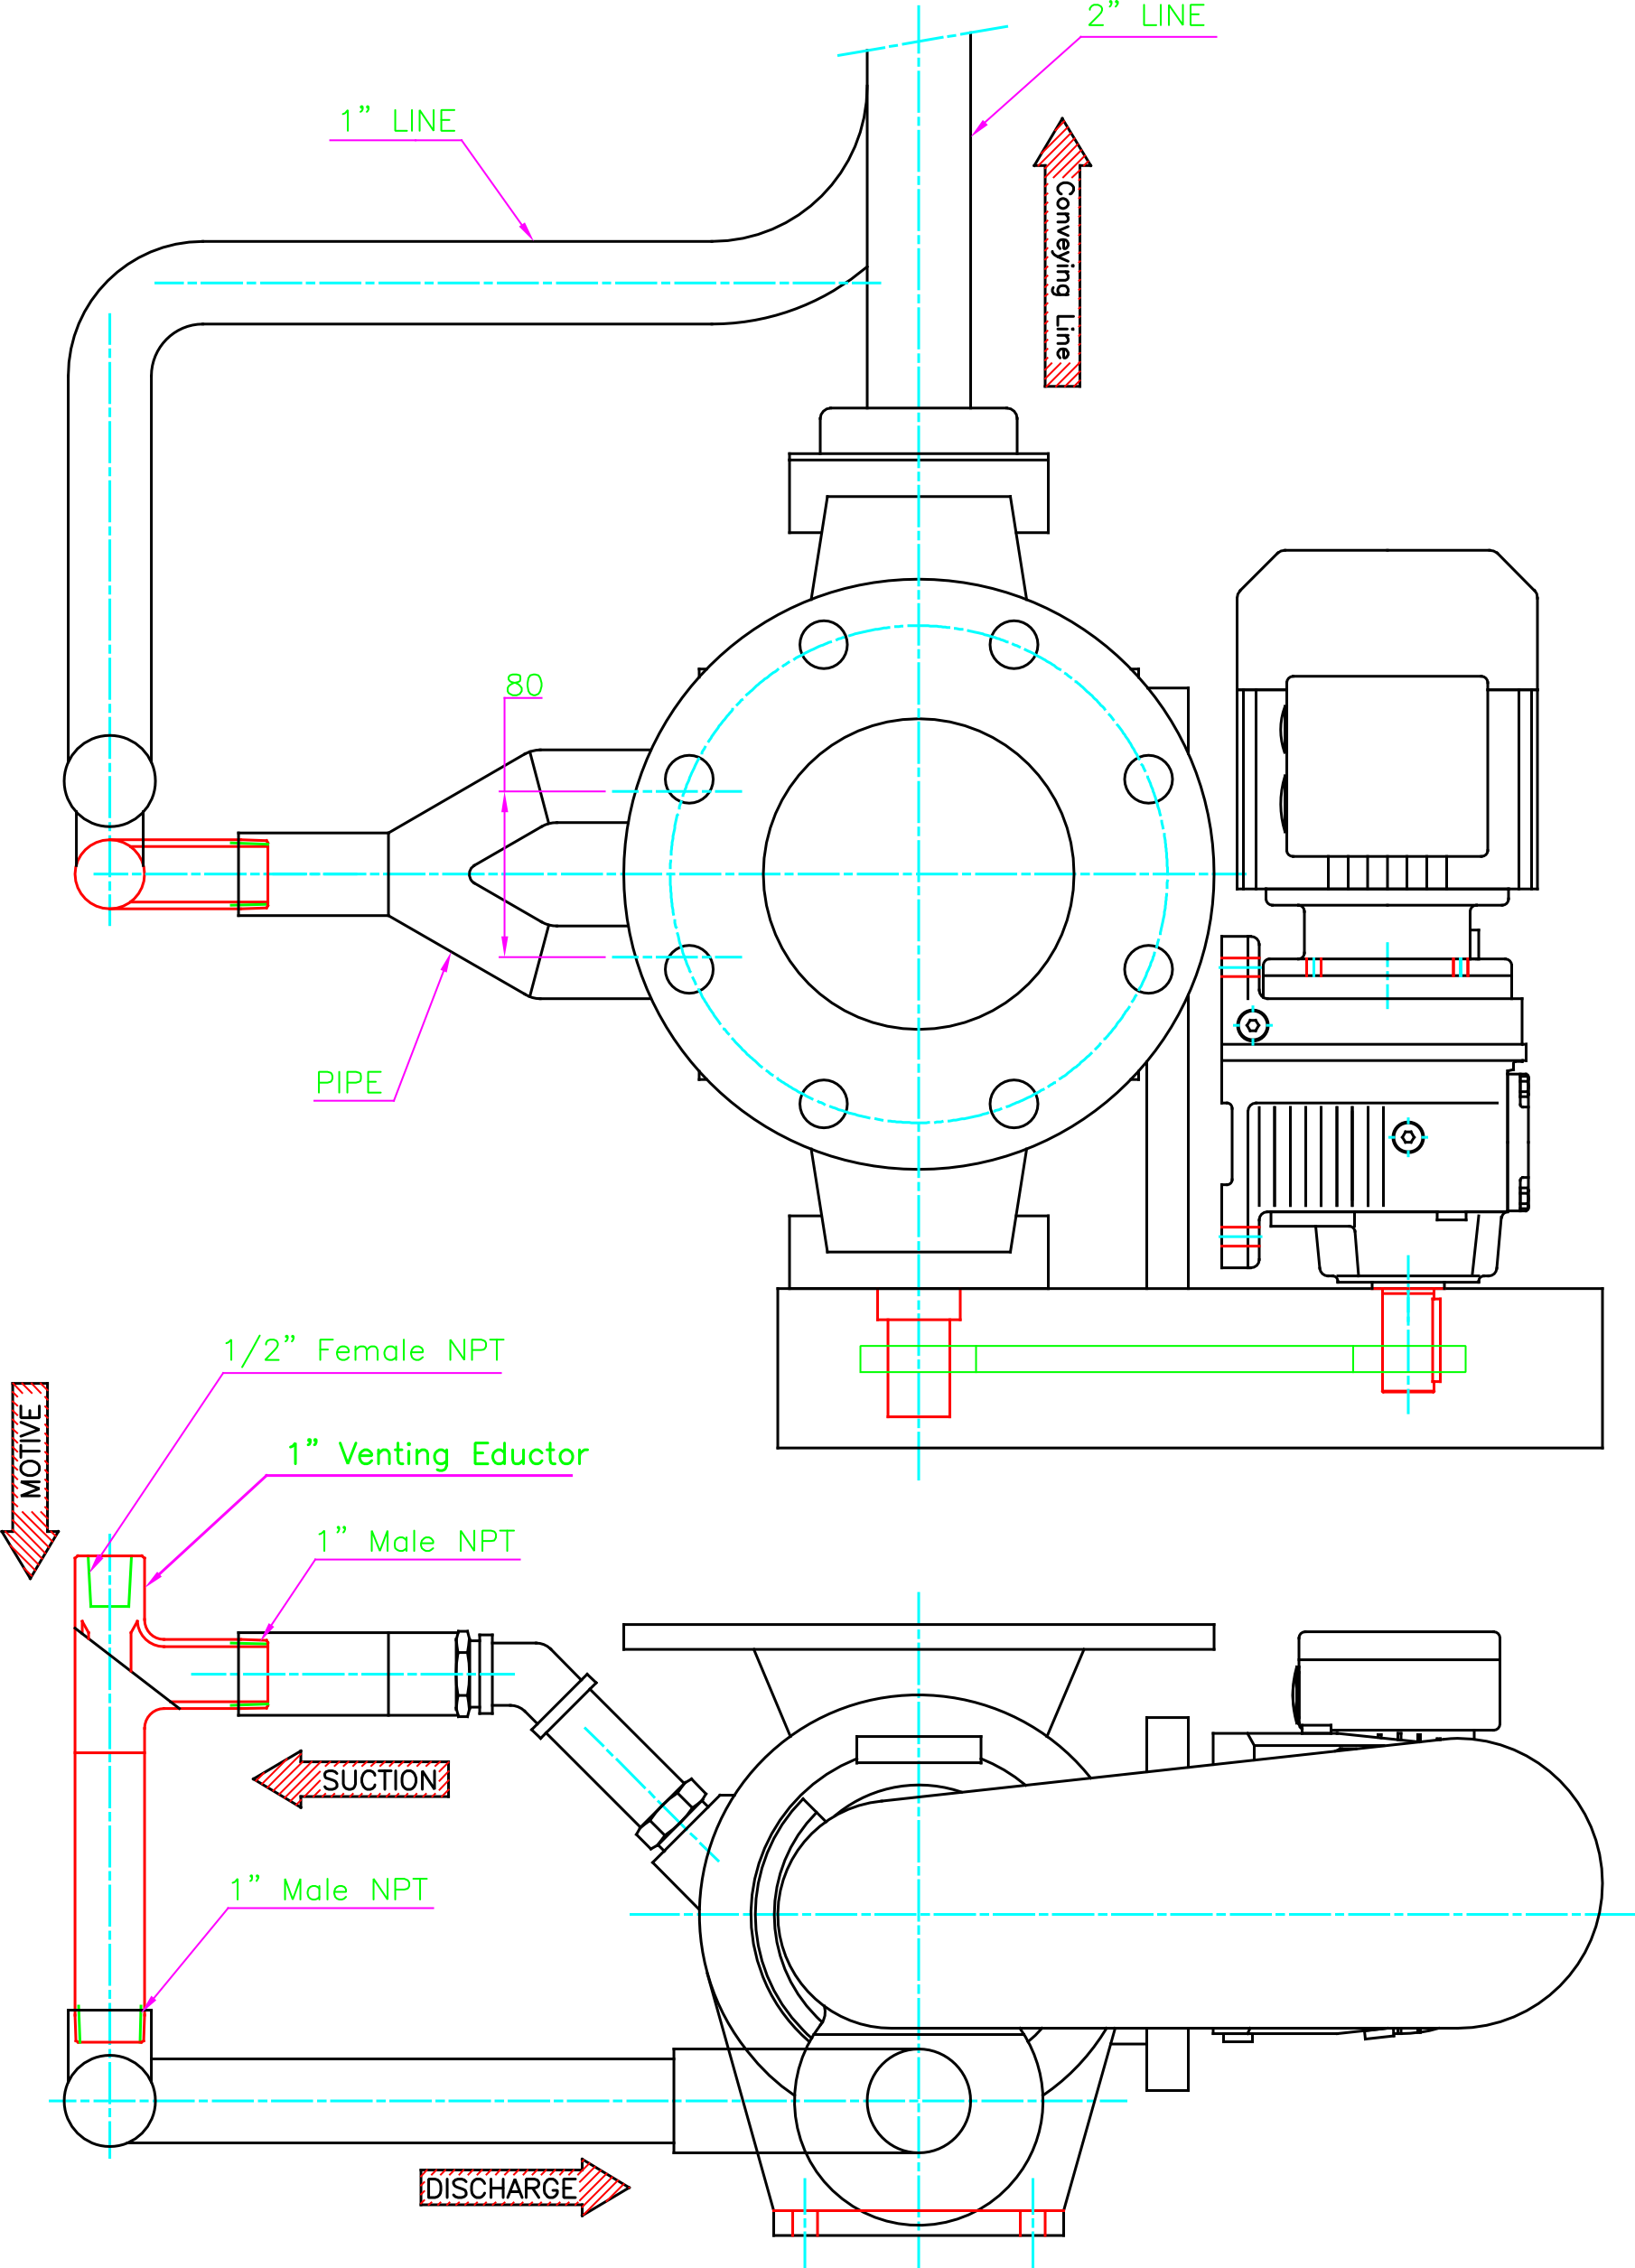 2” LINE
1” LINE
Conveying Line
80
PIPE
1/2” Female NPT
MOTIVE
1” Venting Eductor
1” Male NPT
SUCTION
1” Male NPT
DISCHARGE